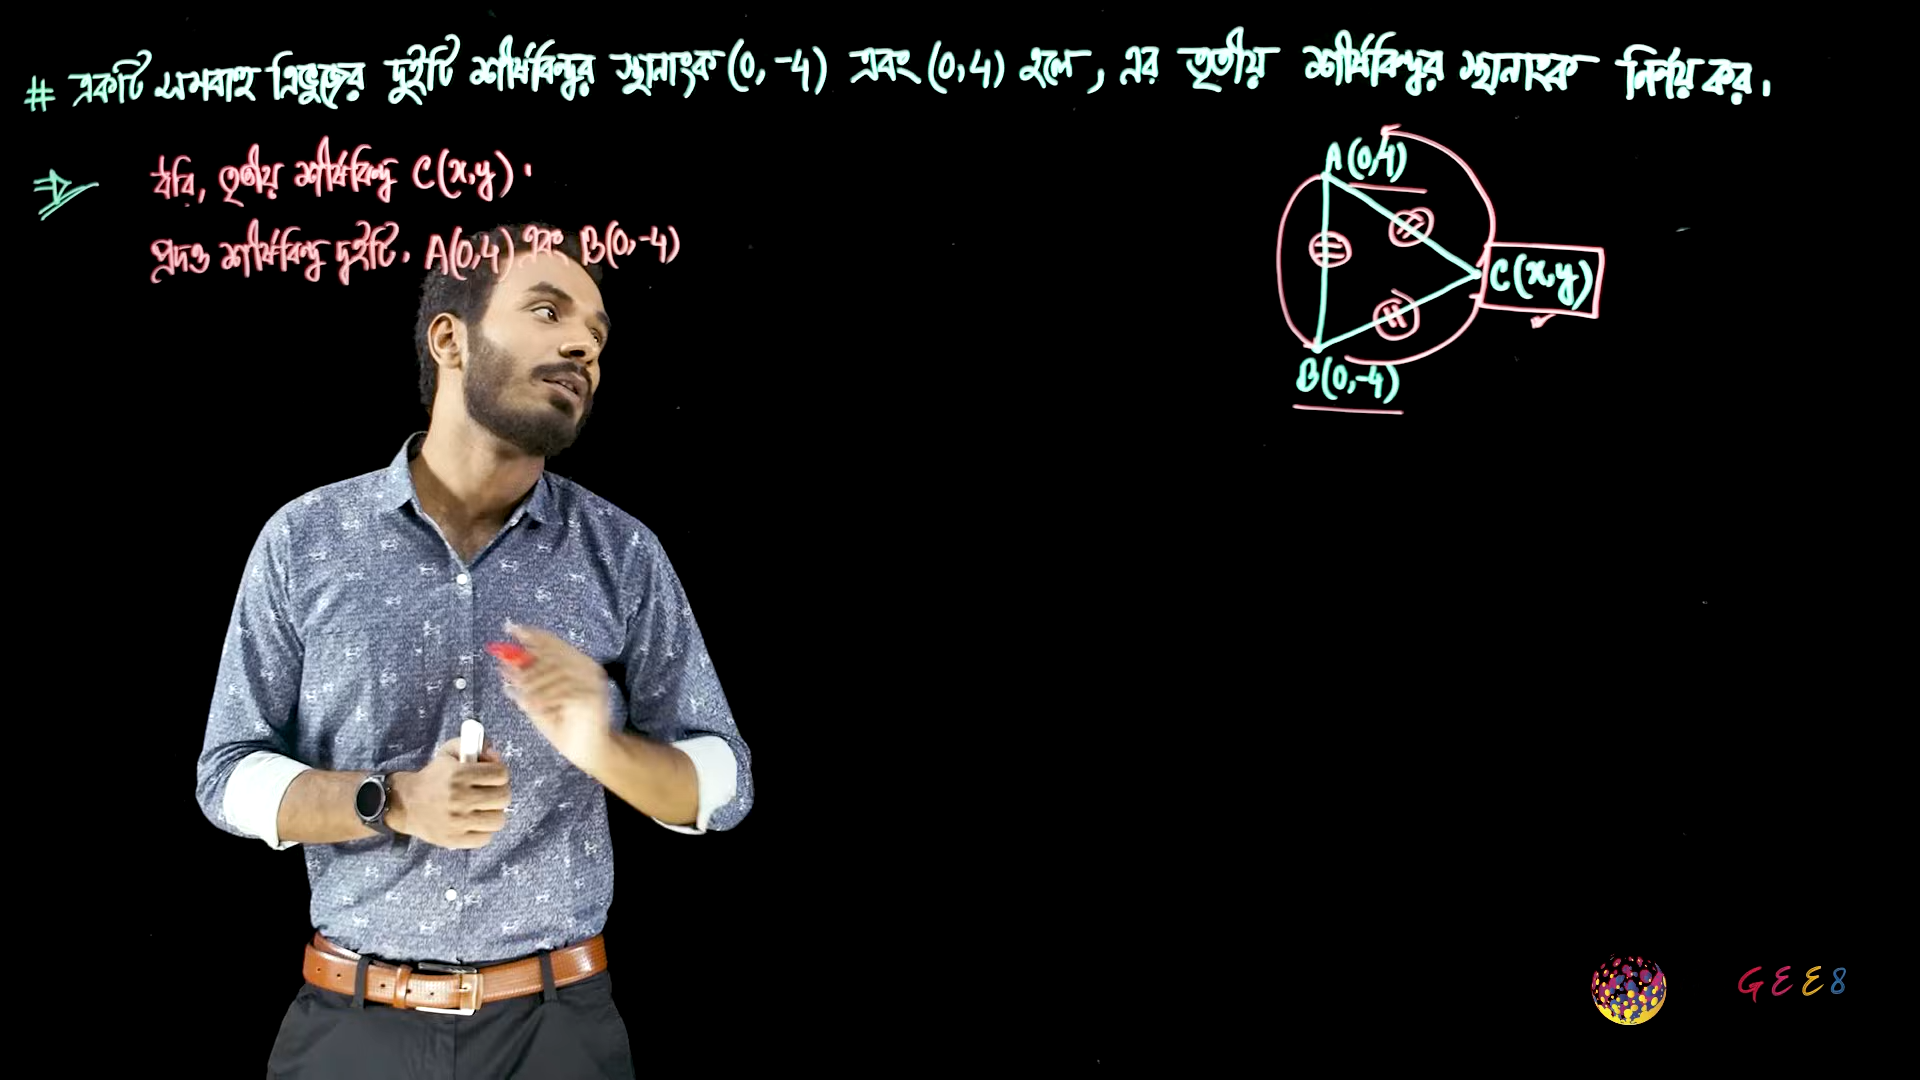 # একটি সমবাহু ত্রিভুজের দুইটি শীর্ষবিন্দুর স্থানাংক (0, -4) এবং (0,4) হলে, এর তৃতীয় শীর্ষবিন্দুর স্থানাংক নির্ণয় কর।
ধরি, তৃতীয় শীর্ষবিন্দু C(x,y).
প্রদত্ত শীর্ষবিন্দু দুইটি, A(0,4) এবং B(0,-4)
A(0,4)
C(x,y)
B(0,-4)
GEE8